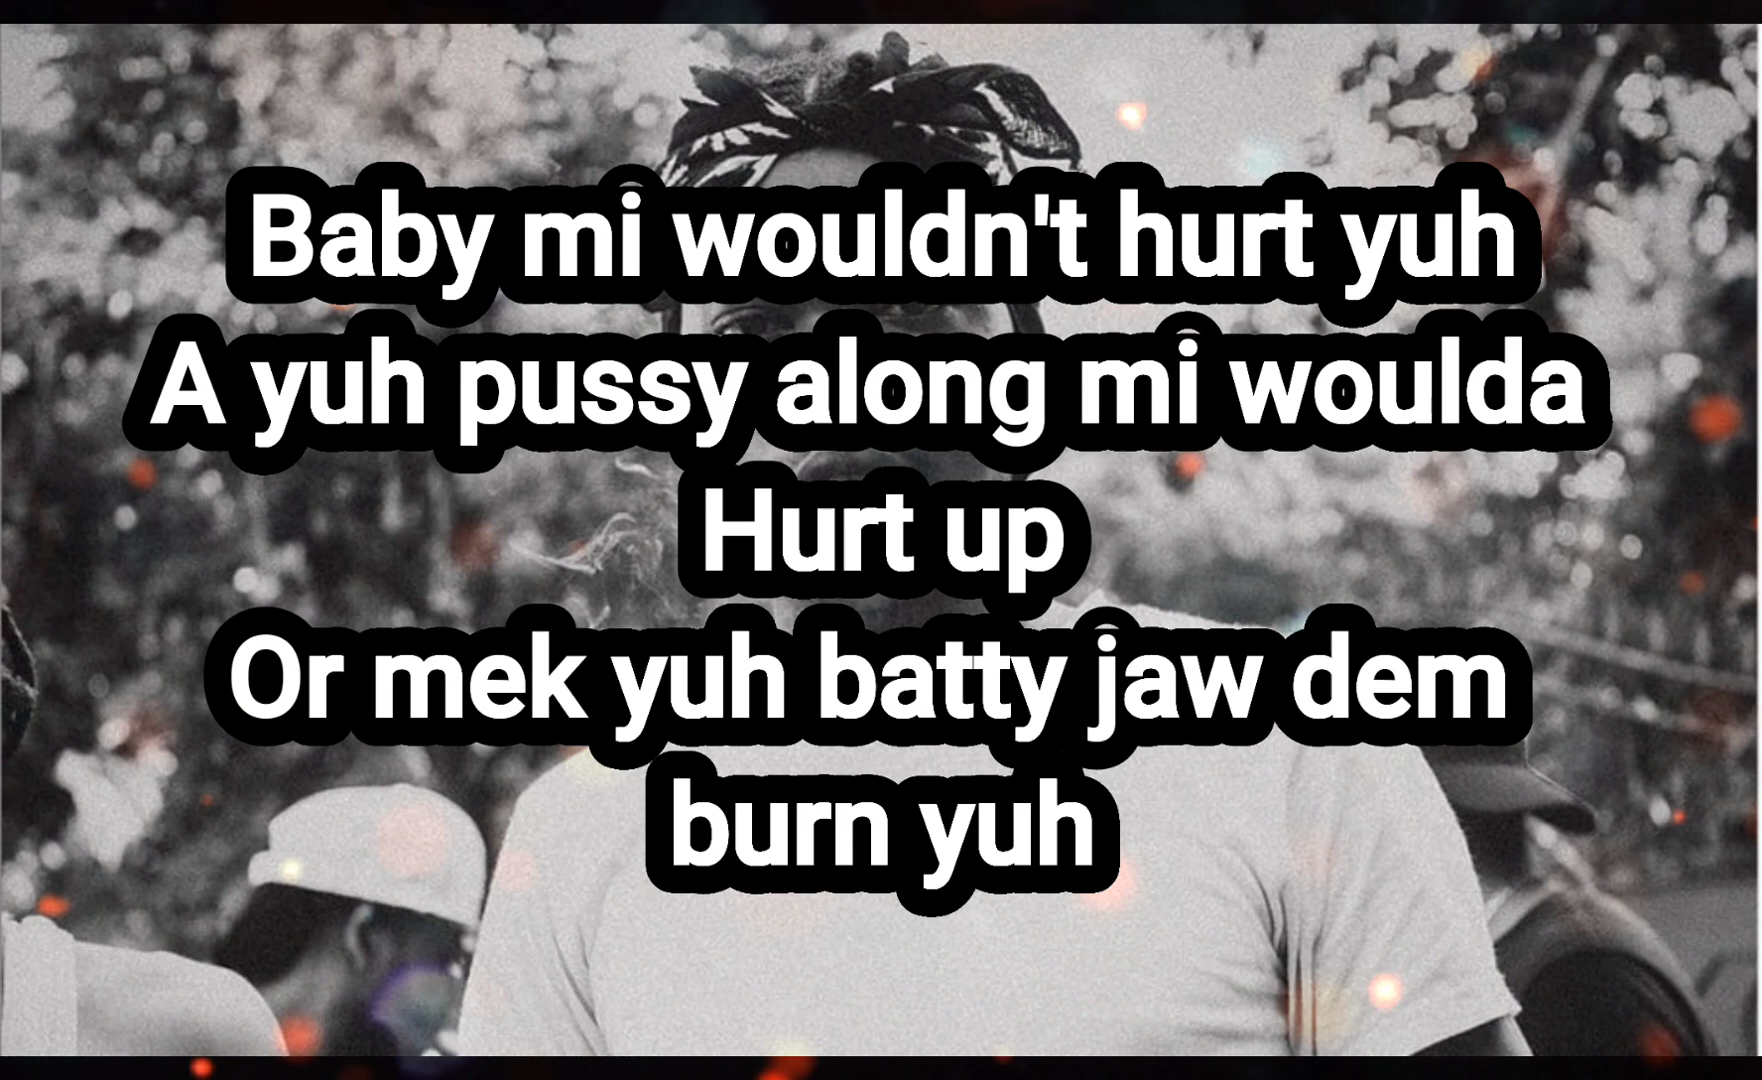 Baby mi wouldn't hurt yuh
A yuh pussy along mi woulda
Hurt up
Or mek yuh batty jaw dem
burn yuh